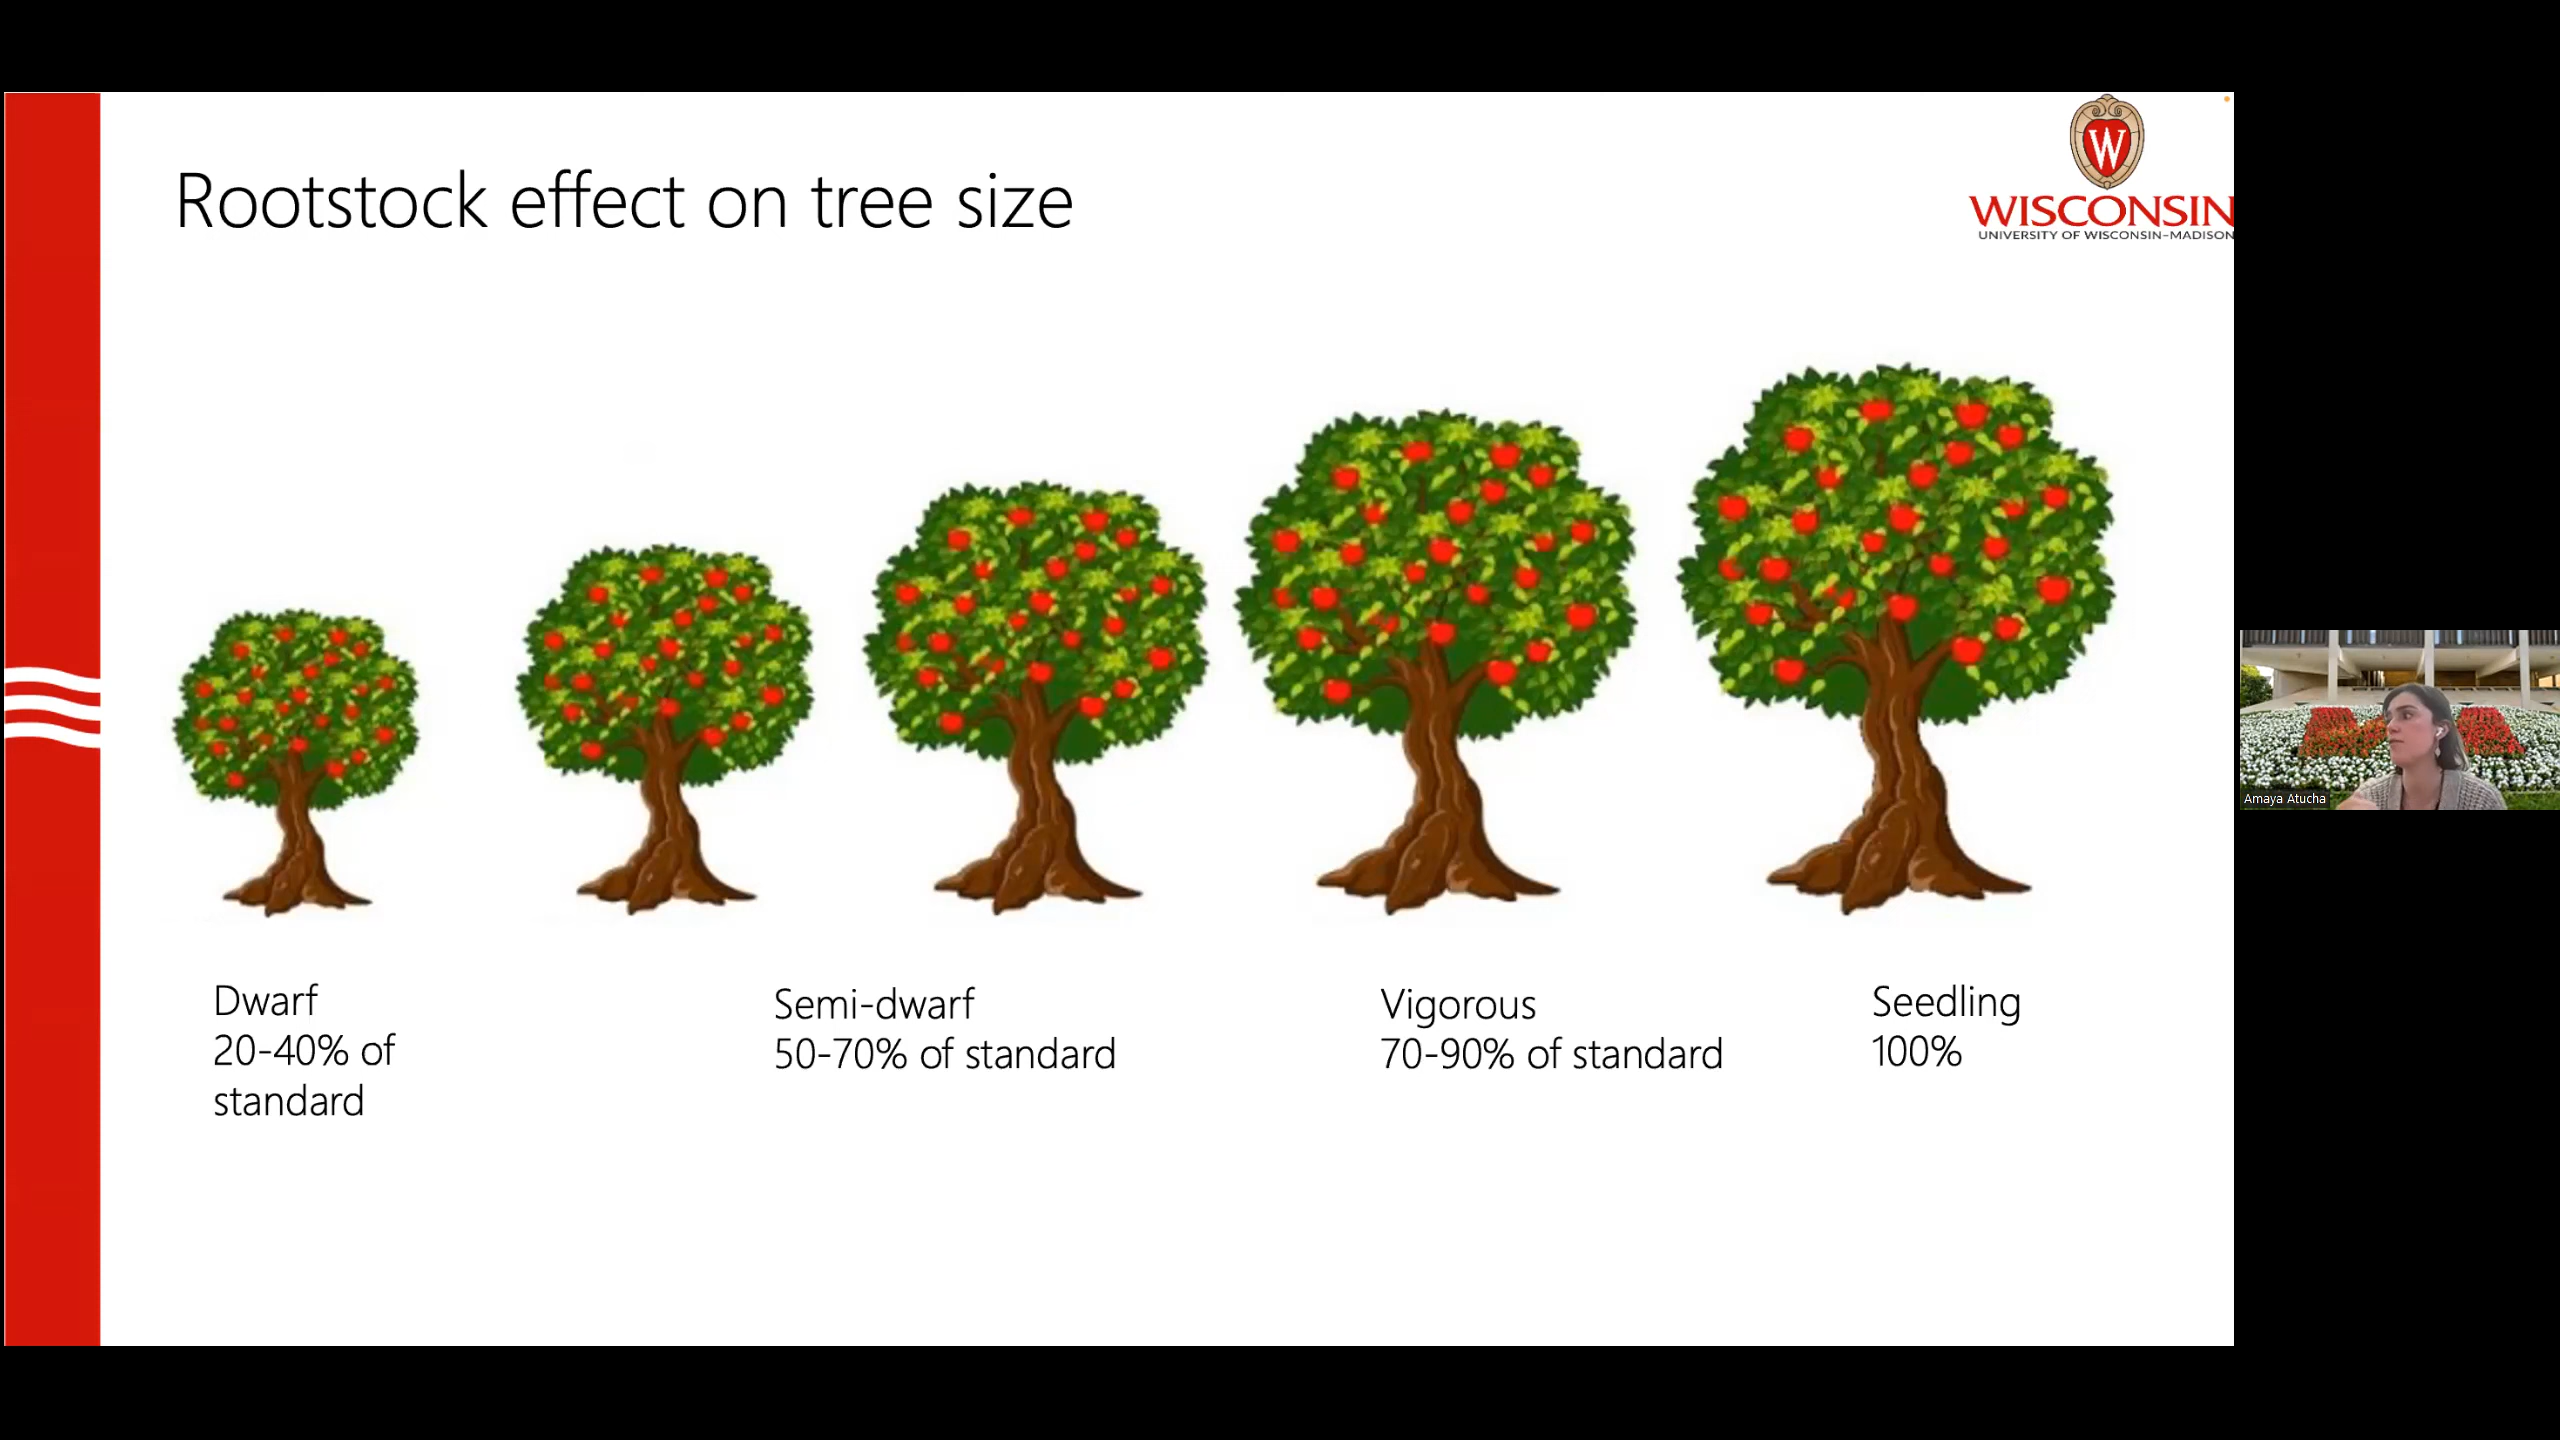 Rootstock effect on tree size
W
WISCONSIN
UNIVERSITY OF WISCONSIN–MADISON
Dwarf
20-40% of
standard
Semi-dwarf
50-70% of standard
Vigorous
70-90% of standard
Seedling
100%
Amaya Atucha